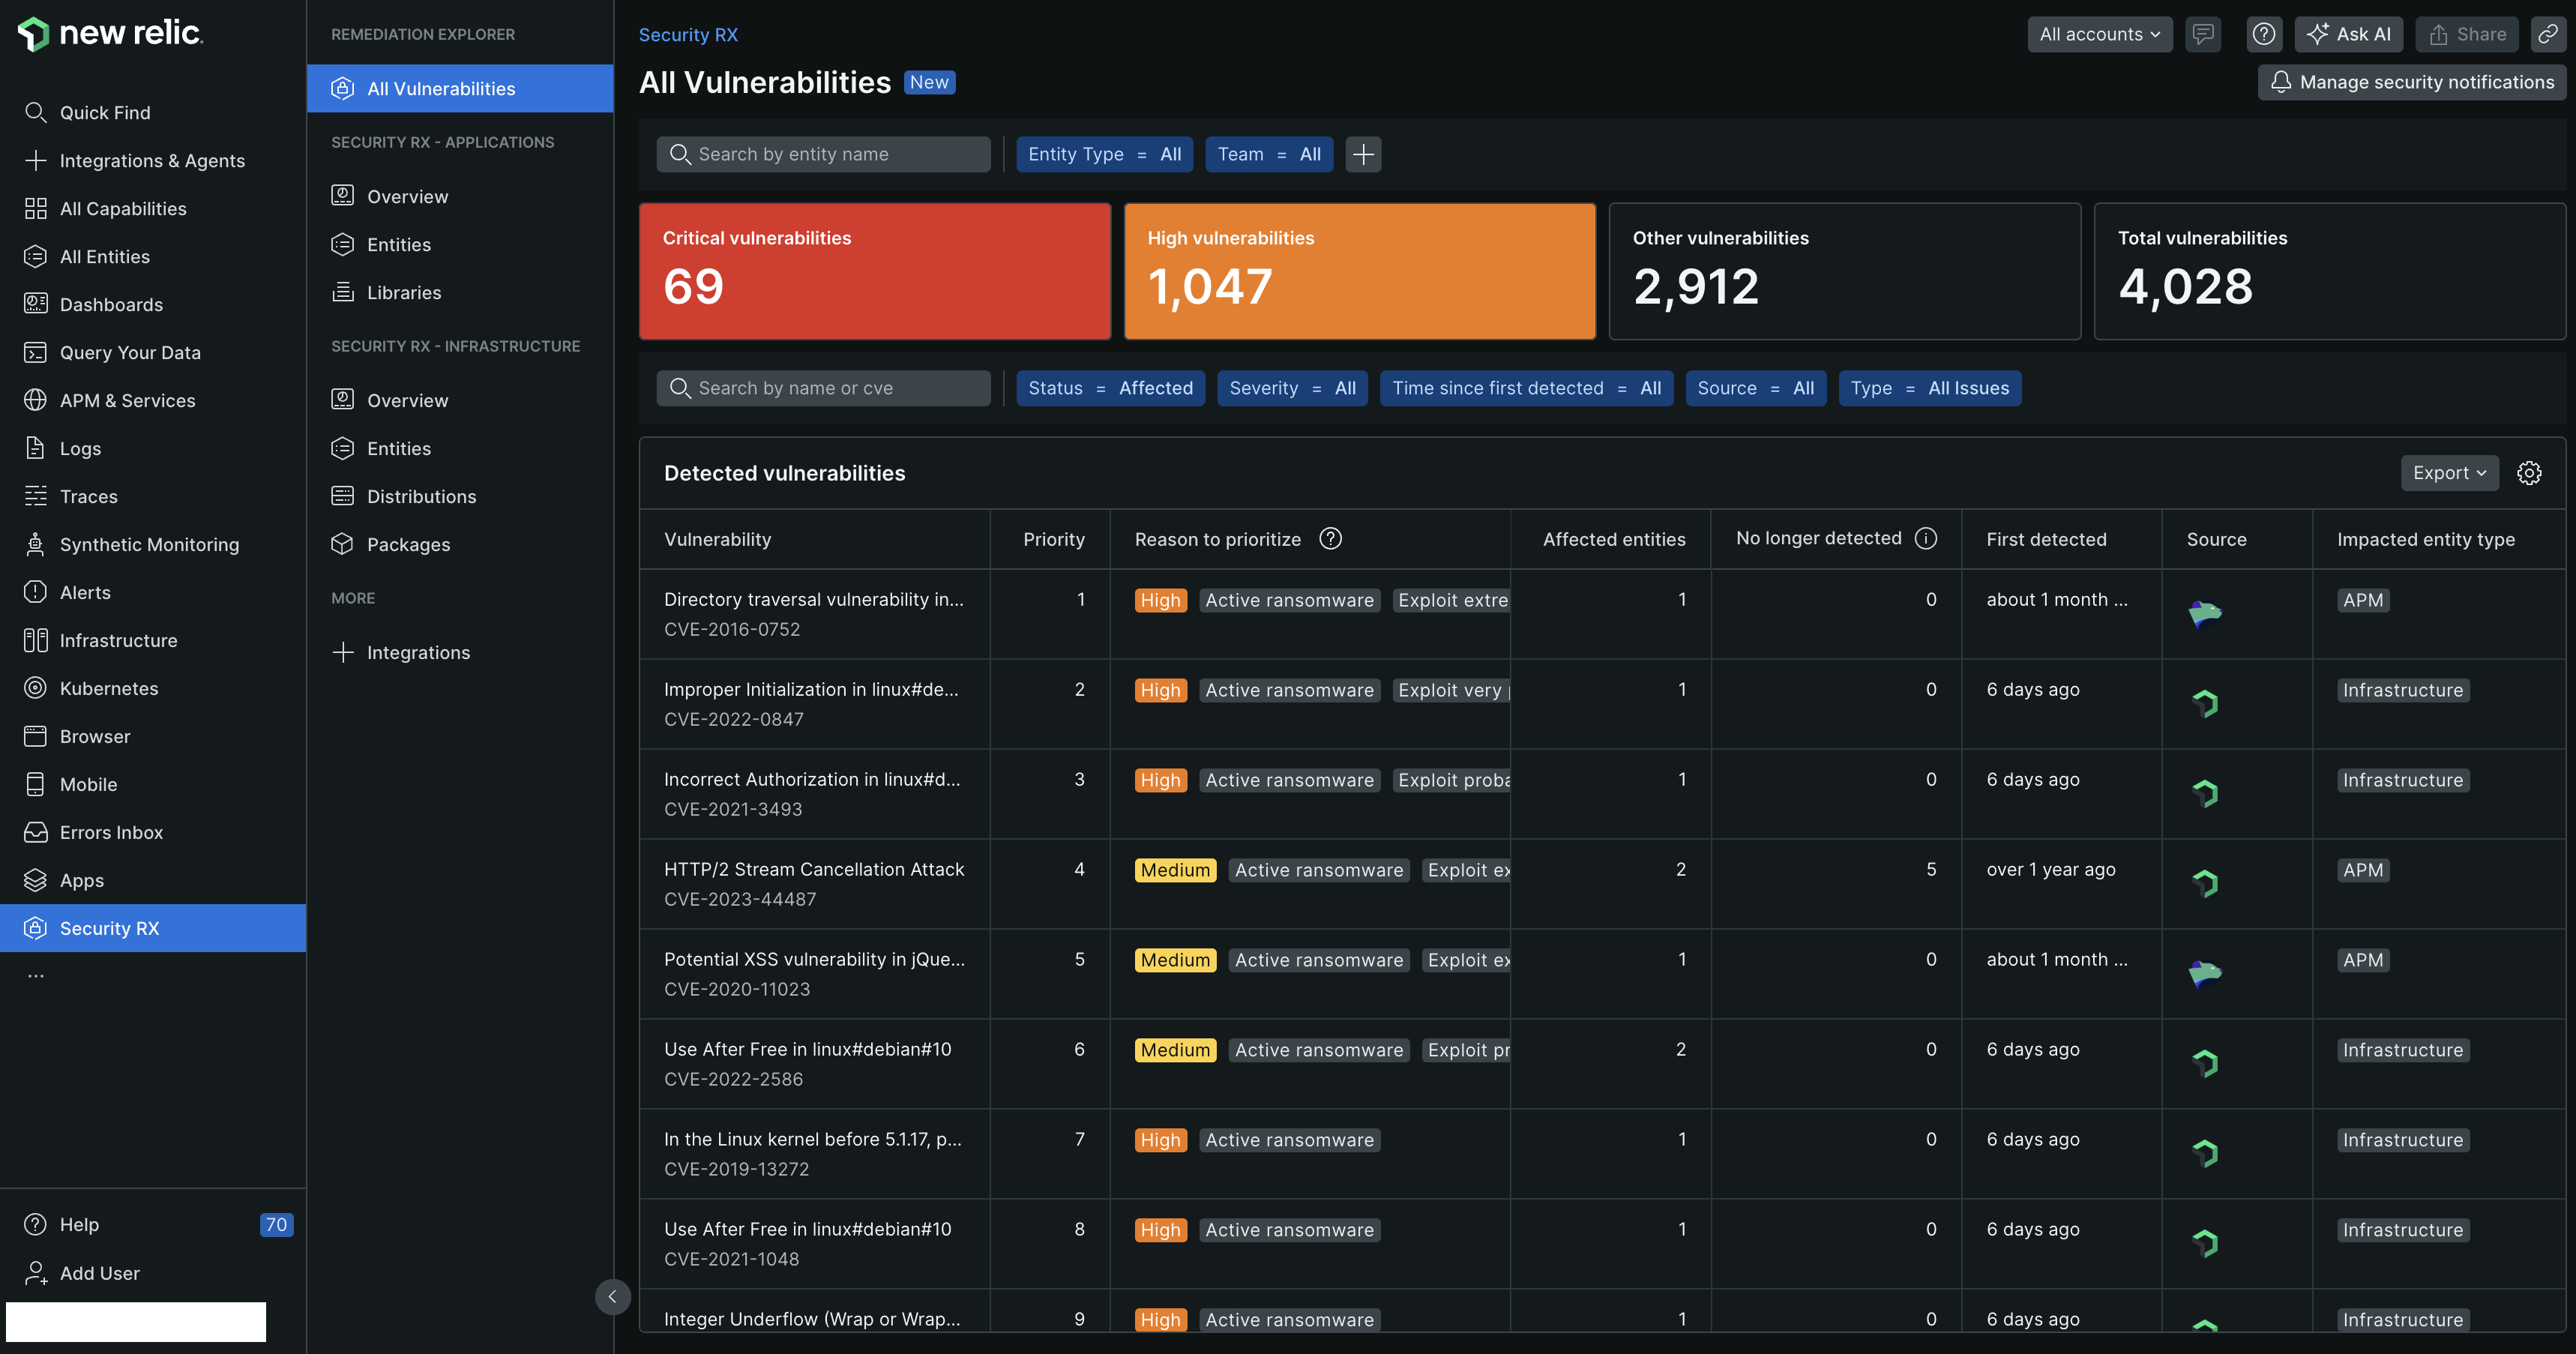 new relic.
Quick Find
Integrations & Agents
All Capabilities
All Entities
Dashboards
Query Your Data
APM & Services
Logs
Traces
Synthetic Monitoring
Alerts
Infrastructure
Kubernetes
Browser
Mobile
Errors Inbox
Apps
Security RX
...
Help 70
Add User
REMEDIATION EXPLORER
All Vulnerabilities
SECURITY RX - APPLICATIONS
Overview
Entities
Libraries
SECURITY RX - INFRASTRUCTURE
Overview
Entities
Distributions
Packages
MORE
Integrations
Security RX
All accounts Ask AI Share
All Vulnerabilities New
Manage security notifications
Search by entity name Entity Type = All Team = All
Critical vulnerabilities
69
High vulnerabilities
1,047
Other vulnerabilities
2,912
Total vulnerabilities
4,028
Search by name or cve Status = Affected Severity = All Time since first detected = All Source = All Type = All Issues
Detected vulnerabilities Export
Vulnerability Priority Reason to prioritize Affected entities No longer detected First detected Source Impacted entity type
Directory traversal vulnerability in... 1 High Active ransomware Exploit extre 1 0 about 1 month ... APM
CVE-2016-0752
Improper Initialization in linux#de... 2 High Active ransomware Exploit very 1 0 6 days ago Infrastructure
CVE-2022-0847
Incorrect Authorization in linux#d... 3 High Active ransomware Exploit proba 1 0 6 days ago Infrastructure
CVE-2021-3493
HTTP/2 Stream Cancellation Attack 4 Medium Active ransomware Exploit ex 2 5 over 1 year ago APM
CVE-2023-44487
Potential XSS vulnerability in jQue... 5 Medium Active ransomware Exploit ex 1 0 about 1 month ... APM
CVE-2020-11023
Use After Free in linux#debian#10 6 Medium Active ransomware Exploit pr 2 0 6 days ago Infrastructure
CVE-2022-2586
In the Linux kernel before 5.1.17, p... 7 High Active ransomware 1 0 6 days ago Infrastructure
CVE-2019-13272
Use After Free in linux#debian#10 8 High Active ransomware 1 0 6 days ago Infrastructure
CVE-2021-1048
Integer Underflow (Wrap or Wrap... 9 High Active ransomware 1 0 6 days ago Infrastructure